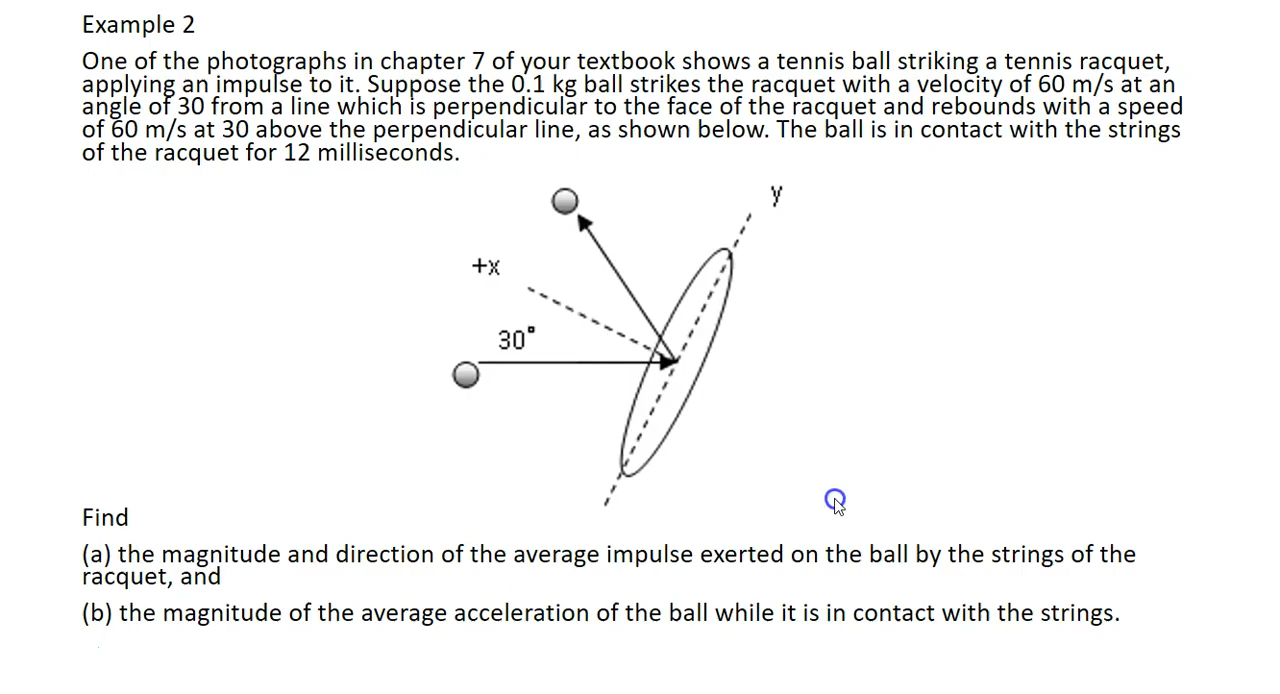 Example 2
One of the photographs in chapter 7 of your textbook shows a tennis ball striking a tennis racquet,
applying an impulse to it. Suppose the 0.1 kg ball strikes the racquet with a velocity of 60 m/s at an
angle of 30 from a line which is perpendicular to the face of the racquet and rebounds with a speed
of 60 m/s at 30 above the perpendicular line, as shown below. The ball is in contact with the strings
of the racquet for 12 milliseconds.
y
+x
30°
Find
(a) the magnitude and direction of the average impulse exerted on the ball by the strings of the
racquet, and
(b) the magnitude of the average acceleration of the ball while it is in contact with the strings.